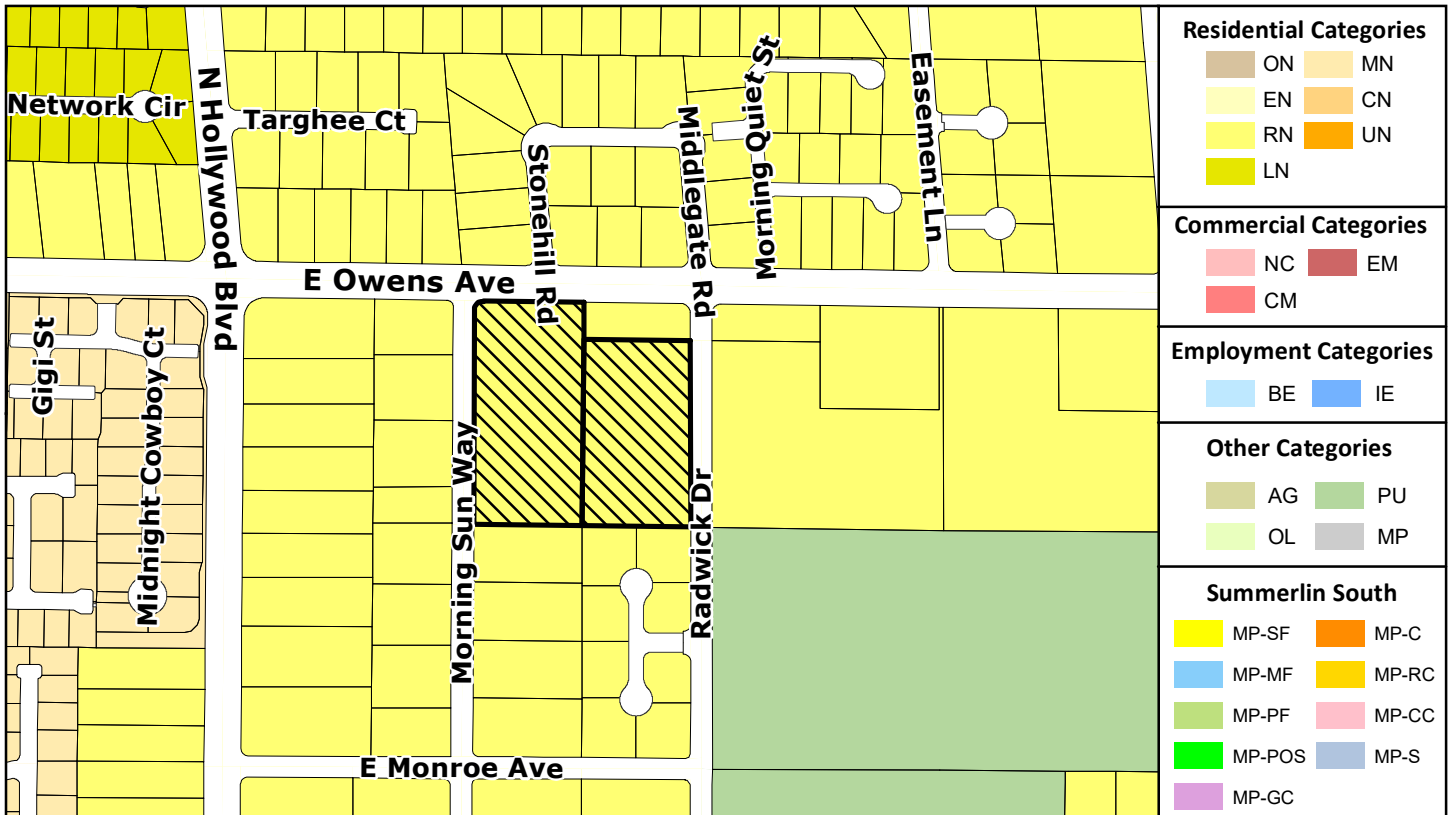 Network Cir
N Hollywood Blvd
Targhee Ct
Stonehill Rd
Middlegate Rd
Morning Quiet St
Easement Ln
E Owens Ave
Gigi St
Midnight Cowboy Ct
Morning Sun Way
Radwick Dr
E Monroe Ave
Residential Categories
ON MN
EN CN
RN UN
LN
Commercial Categories
NC EM
CM
Employment Categories
BE IE
Other Categories
AG PU
OL MP
Summerlin South
MP-SF MP-C
MP-MF MP-RC
MP-PF MP-CC
MP-POS MP-S
MP-GC